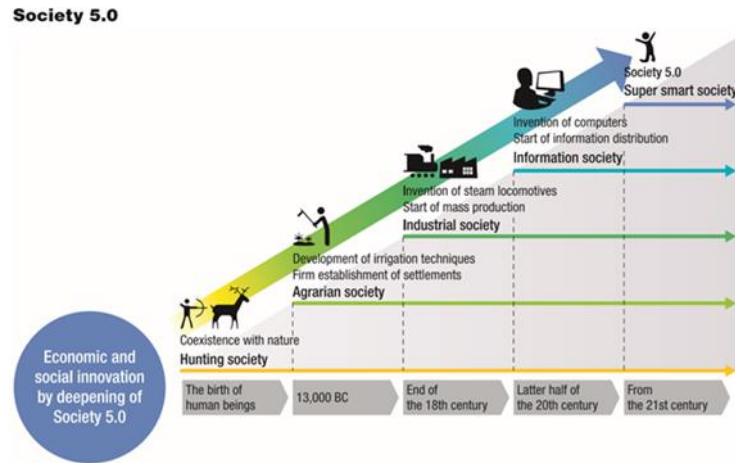 Society 5.0
Society 5.0
Super smart society
Invention of computers
Start of information distribution
Information society
Invention of steam locomotives
Start of mass production
Industrial society
Development of irrigation techniques
Firm establishment of settlements
Agrarian society
Coexistence with nature
Hunting society
Economic and
social innovation
by deepening of
Society 5.0
The birth of
human beings
13,000 BC
End of
the 18th century
Latter half of
the 20th century
From
the 21st century